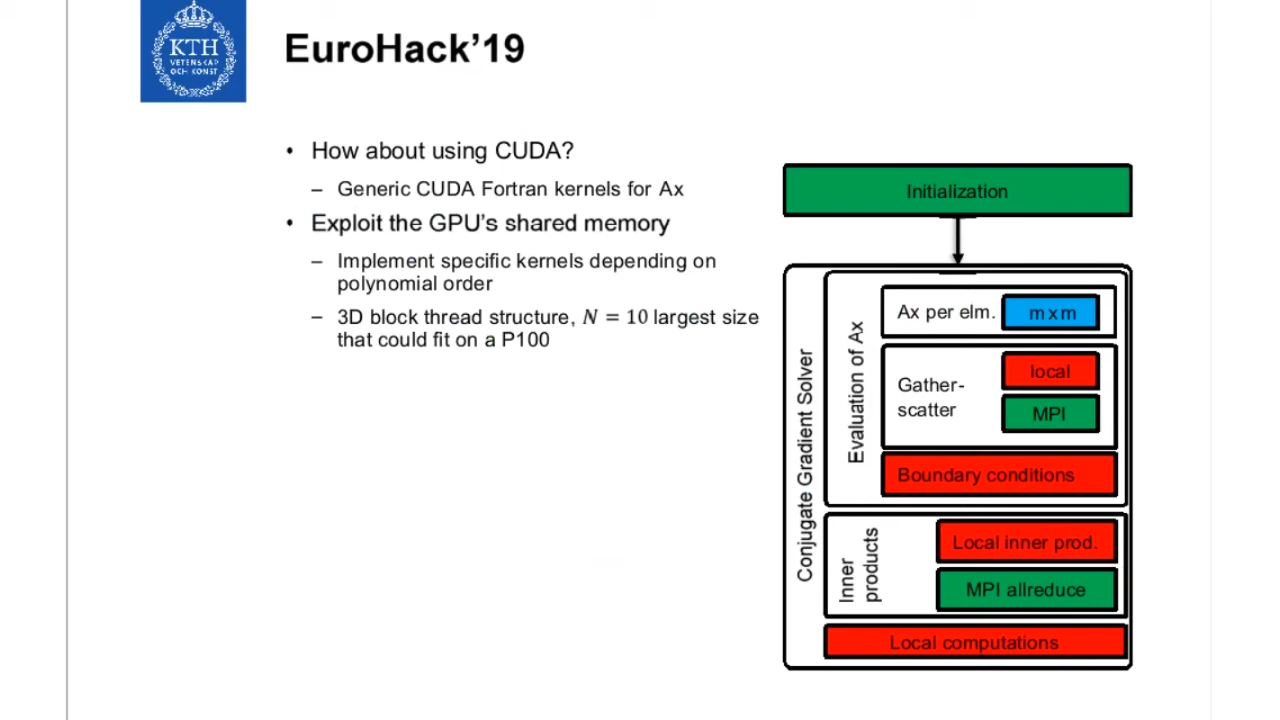 KTH
VETENSKAP
OCH KONST
EuroHack’19
• How about using CUDA?
– Generic CUDA Fortran kernels for Ax
• Exploit the GPU’s shared memory
– Implement specific kernels depending on
polynomial order
– 3D block thread structure, N = 10 largest size
that could fit on a P100
Initialization
Conjugate Gradient Solver
Evaluation of Ax
Ax per elm.
m x m
Gather-
scatter
local
MPI
Boundary conditions
Inner
products
Local inner prod.
MPI allreduce
Local computations